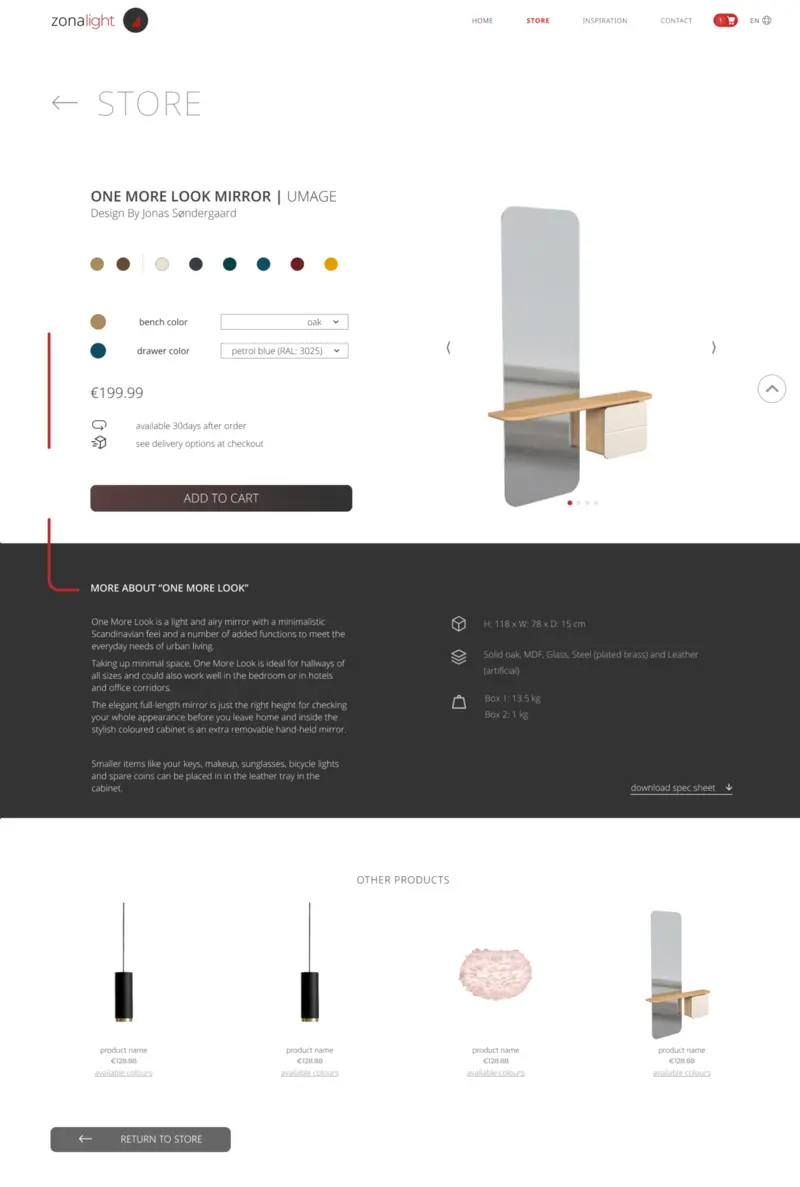 zonalight
HOME
STORE
INSPIRATION
CONTACT
1
EN
STORE
ONE MORE LOOK MIRROR | UMAGE
Design By Jonas Søndergaard
bench color
oak
drawer color
petrol blue (RAL: 3025)
€199.99
available 30days after order
see delivery options at checkout
ADD TO CART
MORE ABOUT “ONE MORE LOOK”
One More Look is a light and airy mirror with a minimalistic
Scandinavian feel and a number of added functions to meet the
everyday needs of urban living.
Taking up minimal space, One More Look is ideal for hallways of
all sizes and could also work well in the bedroom or in hotels
and office corridors.
The elegant full-length mirror is just the right height for checking
your whole appearance before you leave home and inside the
stylish coloured cabinet is an extra removable hand-held mirror.
Smaller items like your keys, makeup, sunglasses, bicycle lights
and spare coins can be placed in in the leather tray in the
cabinet.
H: 118 x W: 78 x D: 15 cm
Solid oak, MDF, Glass, Steel (plated brass) and Leather
(artificial)
Box 1: 13.5 kg
Box 2: 1 kg
download spec sheet
OTHER PRODUCTS
product name
€128.88
available colours
product name
€128.88
available colours
product name
€128.88
available colours
product name
€128.88
available colours
RETURN TO STORE